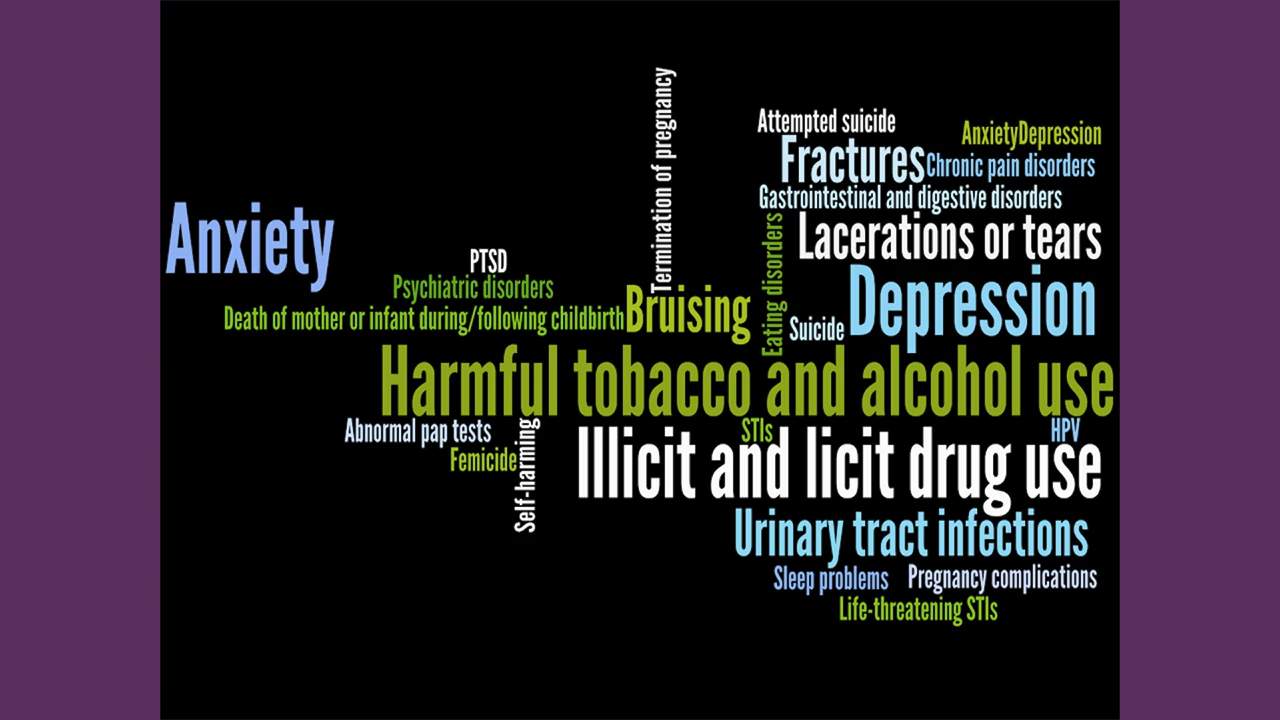 Termination of pregnancy
Attempted suicide
AnxietyDepression
Fractures
Chronic pain disorders
Gastrointestinal and digestive disorders
Anxiety
Eating disorders
Lacerations or tears
PTSD
Psychiatric disorders
Depression
Death of mother or infant during/following childbirth
Bruising
Suicide
Harmful tobacco and alcohol use
Abnormal pap tests
STIs
HPV
Femicide
Self-harming
Illicit and licit drug use
Urinary tract infections
Sleep problems
Pregnancy complications
Life-threatening STIs